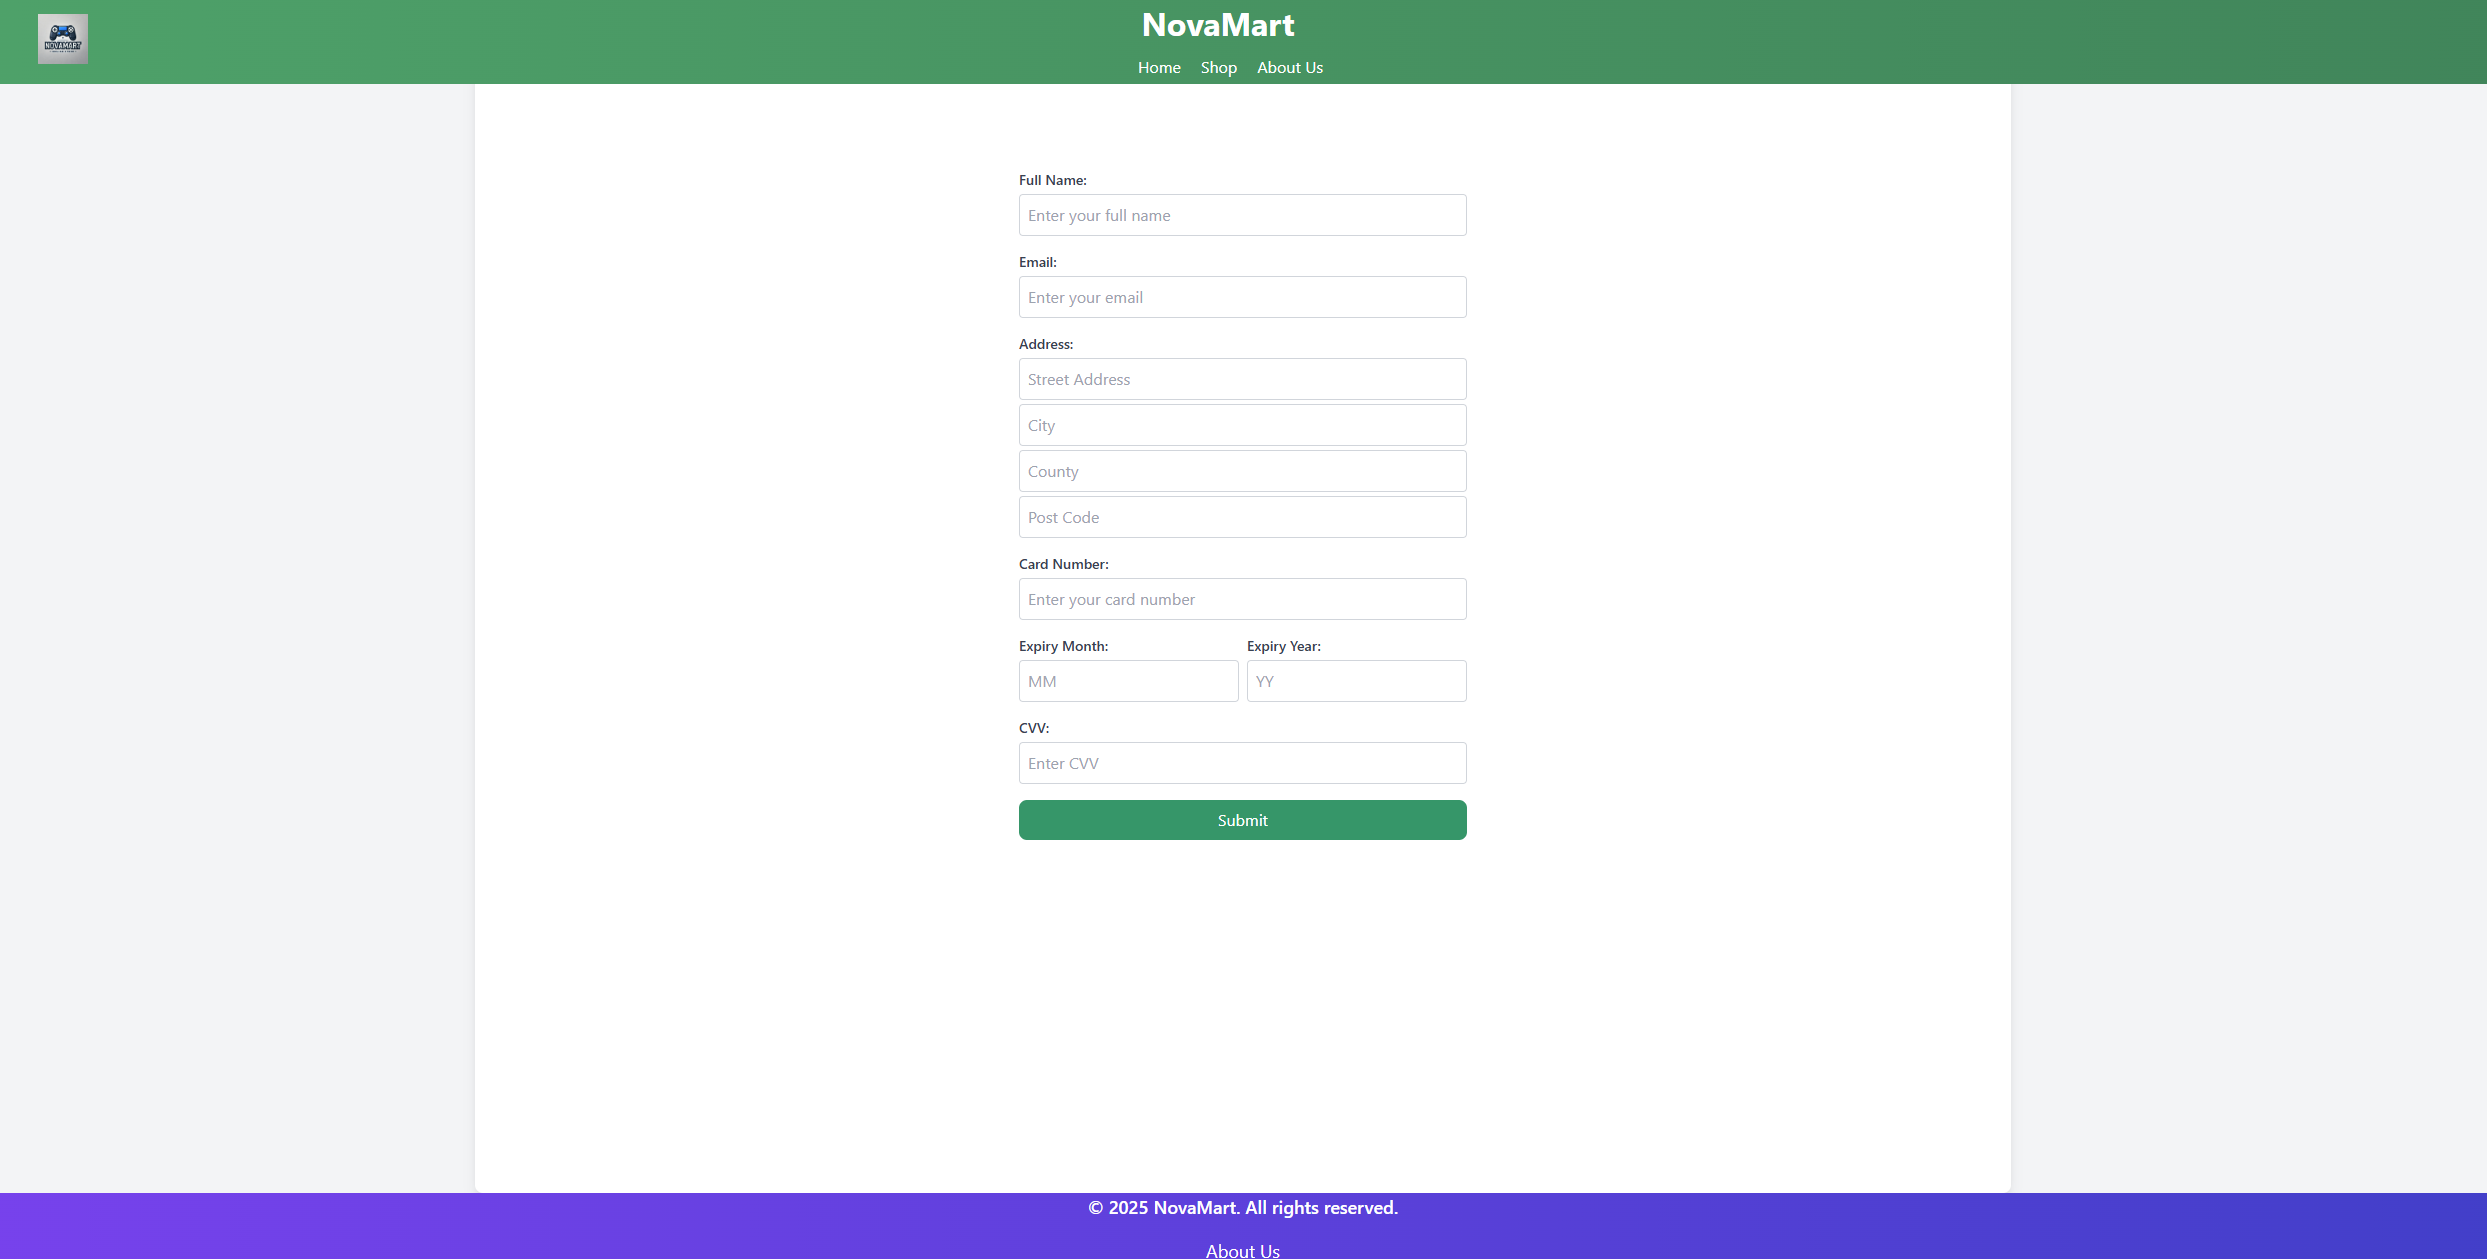 NOVAMART
NovaMart
Home Shop About Us
Full Name:
Enter your full name
Email:
Enter your email
Address:
Street Address
City
County
Post Code
Card Number:
Enter your card number
Expiry Month: Expiry Year:
MM YY
CVV:
Enter CVV
Submit
© 2025 NovaMart. All rights reserved.
About Us